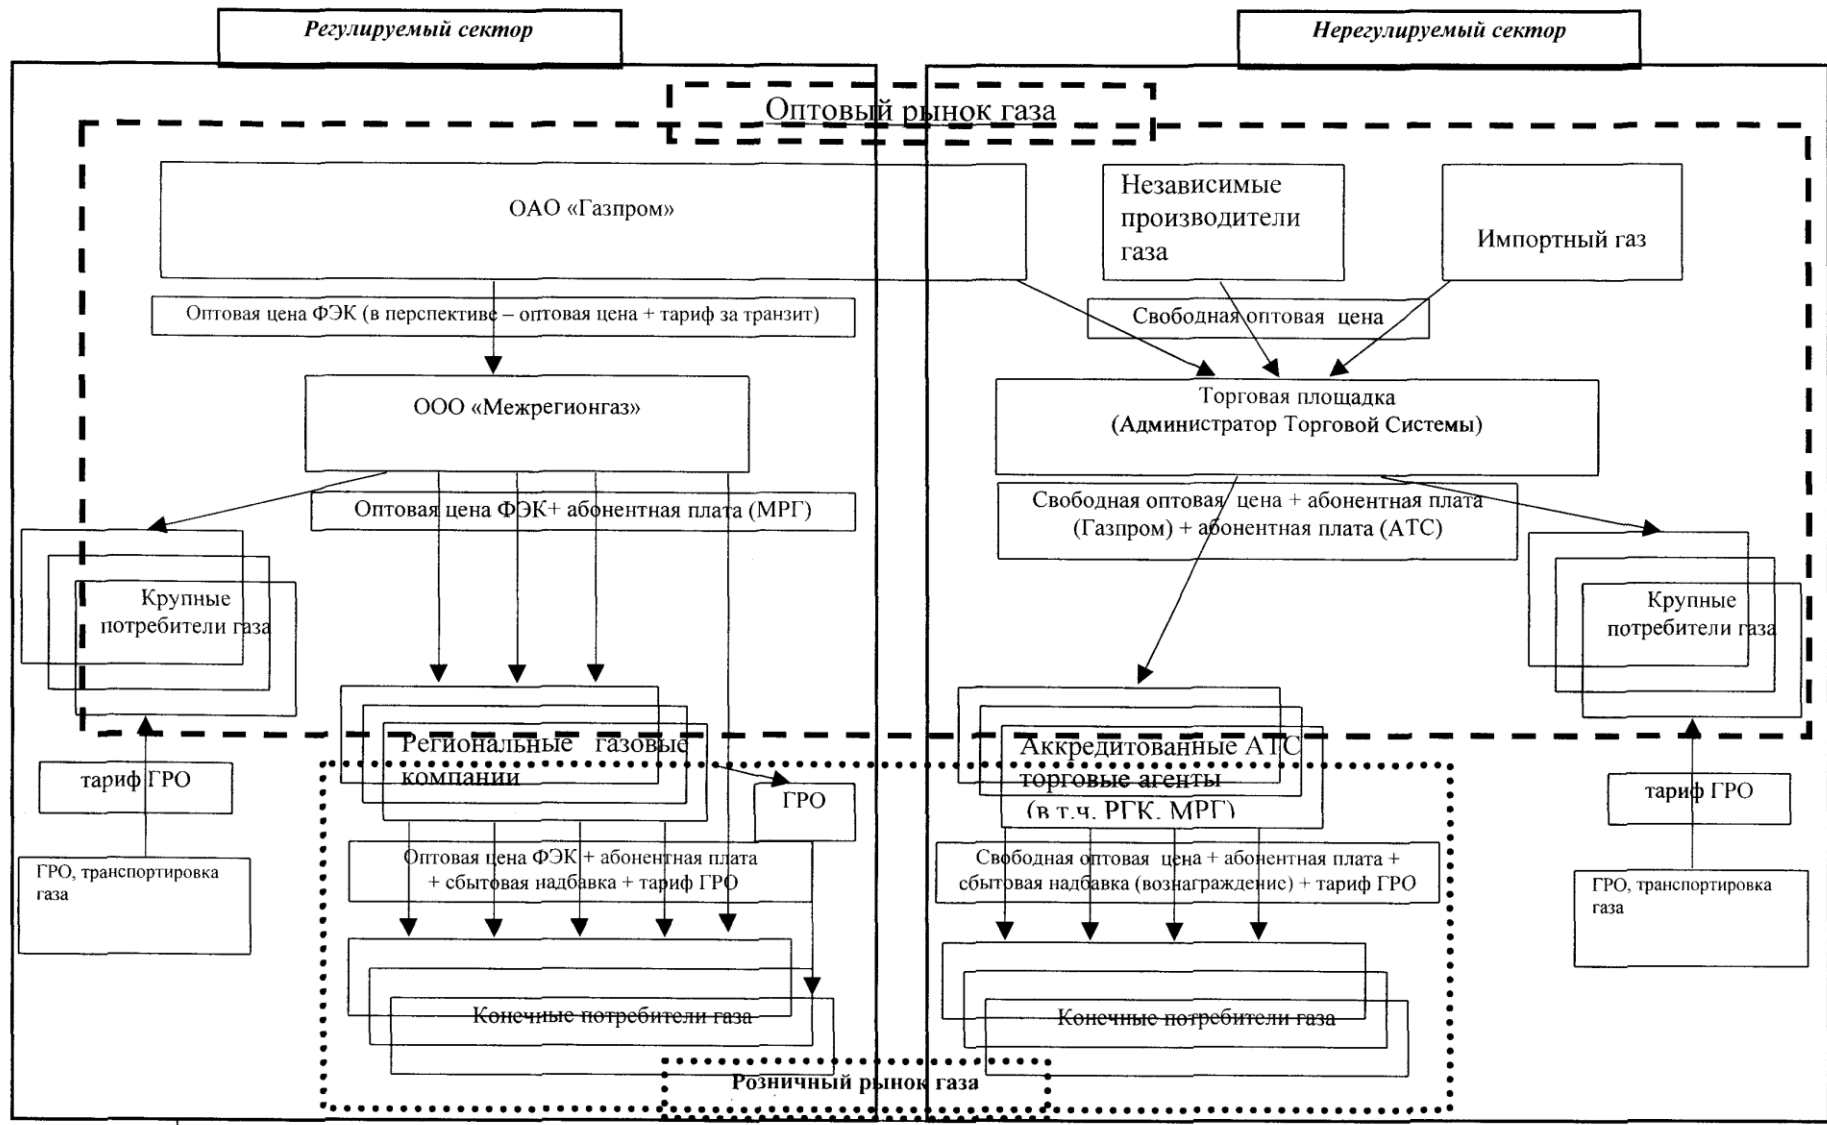 Регулируемый сектор
Нерегулируемый сектор
Оптовый рынок газа
ОАО «Газпром»
Независимые
производители
газа
Импортный газ
Оптовая цена ФЭК (в перспективе – оптовая цена + тариф за транзит)
Свободная оптовая цена
ООО «Межрегионгаз»
Торговая площадка
(Администратор Торговой Системы)
Оптовая цена ФЭК+ абонентная плата (МРГ)
Свободная оптовая цена + абонентная плата
(Газпром) + абонентная плата (АТС)
Крупные
потребители газа
Крупные
потребители газа
Региональные газовые
компании
ГРО
Аккредитованные АТС
торговые агенты
(в т.ч. РГК, МРГ)
тариф ГРО
тариф ГРО
Оптовая цена ФЭК + абонентная плата
+ сбытовая надбавка + тариф ГРО
Свободная оптовая цена + абонентная плата +
сбытовая надбавка (вознаграждение) + тариф ГРО
ГРО, транспортировка
газа
ГРО, транспортировка
газа
Конечные потребители газа
Конечные потребители газа
Розничный рынок газа